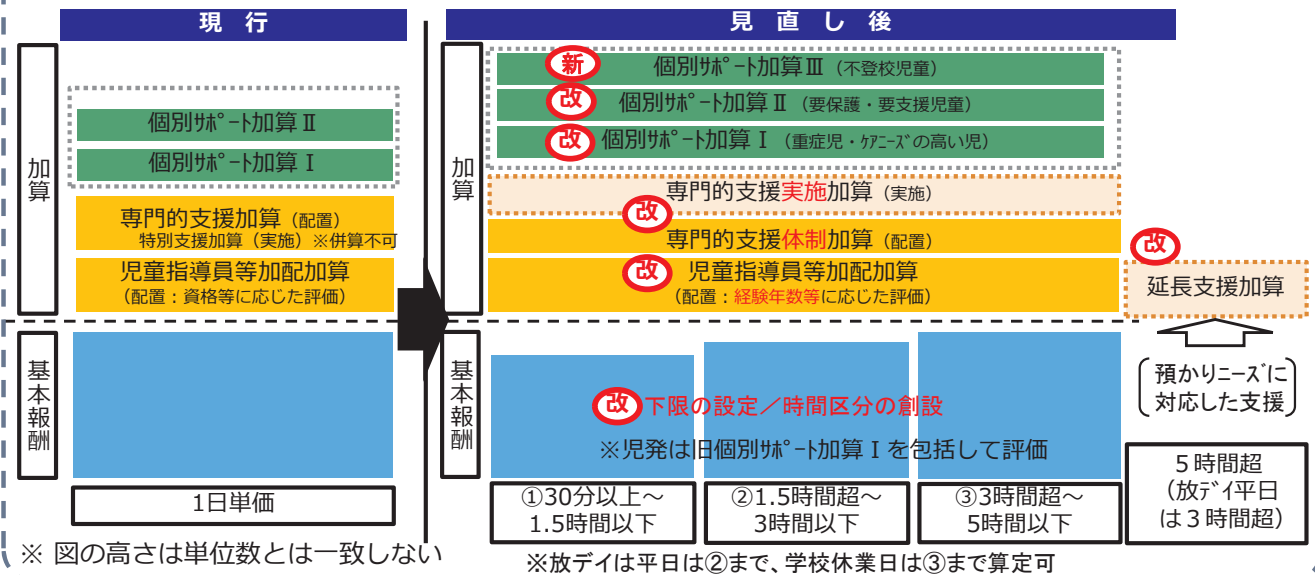 現 行
加算
個別ｻﾎﾟｰﾄ加算Ⅱ
個別ｻﾎﾟｰﾄ加算Ⅰ
専門的支援加算（配置）
特別支援加算（実施）※併算不可
児童指導員等加配加算
（配置：資格等に応じた評価）
基本報酬
1日単価
※ 図の高さは単位数とは一致しない
見 直 し 後
加算
新 個別ｻﾎﾟｰﾄ加算Ⅲ（不登校児童）
改 個別ｻﾎﾟｰﾄ加算Ⅱ（要保護・要支援児童）
改 個別ｻﾎﾟｰﾄ加算Ⅰ（重症児・ｹｱﾆｰｽﾞの高い児）
専門的支援実施加算（実施）
改
専門的支援体制加算（配置）
改 児童指導員等加配加算
（配置：経験年数等に応じた評価）
改
延長支援加算
預かりﾆｰｽﾞに
対応した支援
基本報酬
改 下限の設定／時間区分の創設
※児発は旧個別ｻﾎﾟｰﾄ加算Ⅰを包括して評価
①30分以上～
1.5時間以下
②1.5時間超～
3時間以下
③3時間超～
5時間以下
５時間超
（放ﾃﾞｲ平日
は３時間超）
※放デイは平日は②まで、学校休業日は③まで算定可